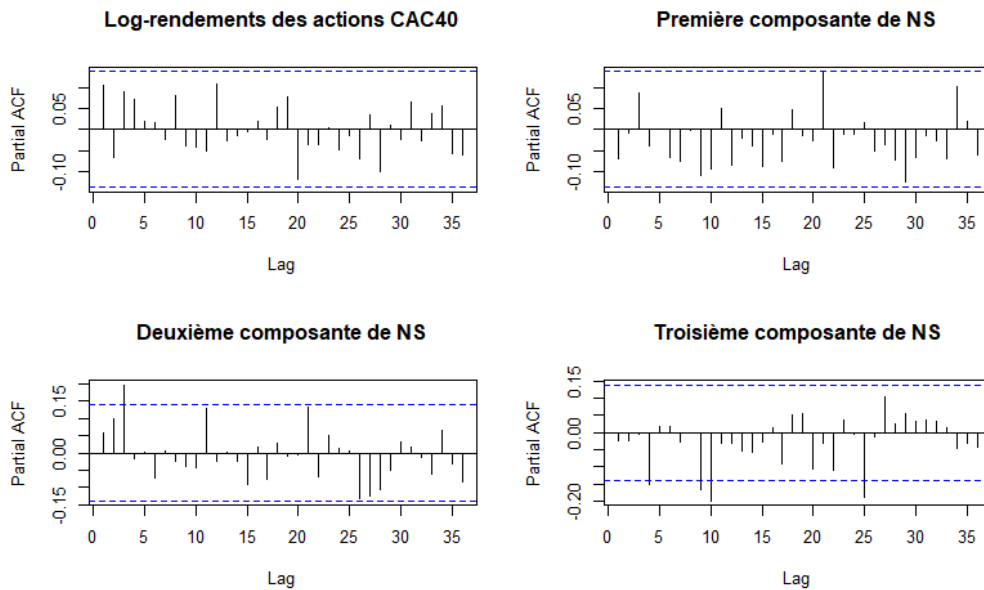 Log-rendements des actions CAC40
Partial ACF
0.05
-0.10
0 5 10 15 20 25 30 35
Lag
Première composante de NS
Partial ACF
0.05
-0.10
0 5 10 15 20 25 30 35
Lag
Deuxième composante de NS
Partial ACF
0.15
0.00
-0.15
0 5 10 15 20 25 30 35
Lag
Troisième composante de NS
Partial ACF
0.15
0.00
-0.20
0 5 10 15 20 25 30 35
Lag